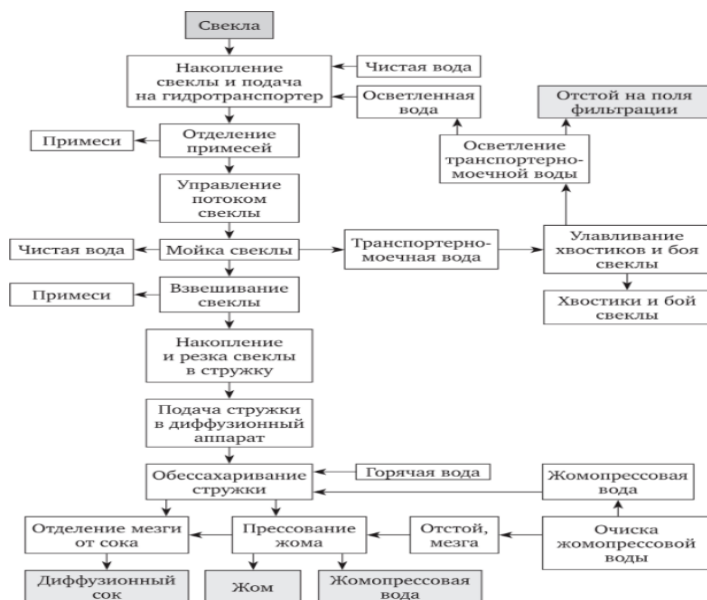 Свекла
Накопление
свеклы и подача
на гидротранспортер
Чистая вода
Осветленная
вода
Отстой на поля
фильтрации
Примеси
Отделение
примесей
Осветление
транспортерно-
моечной воды
Управление
потоком
свеклы
Чистая вода
Мойка свеклы
Транспортерно-
моечная вода
Улавливание
хвостиков и боя
свеклы
Примеси
Взвешивание
свеклы
Хвостики и бой
свеклы
Накопление
и резка свеклы
в стружку
Подача стружки
в диффузионный
аппарат
Обессахаривание
стружки
Горячая вода
Жомопрессовая
вода
Отделение мезги
от сока
Прессование
жома
Отстой,
мезга
Очиска
жомопрессовой
воды
Диффузионный
сок
Жом
Жомопрессовая
вода